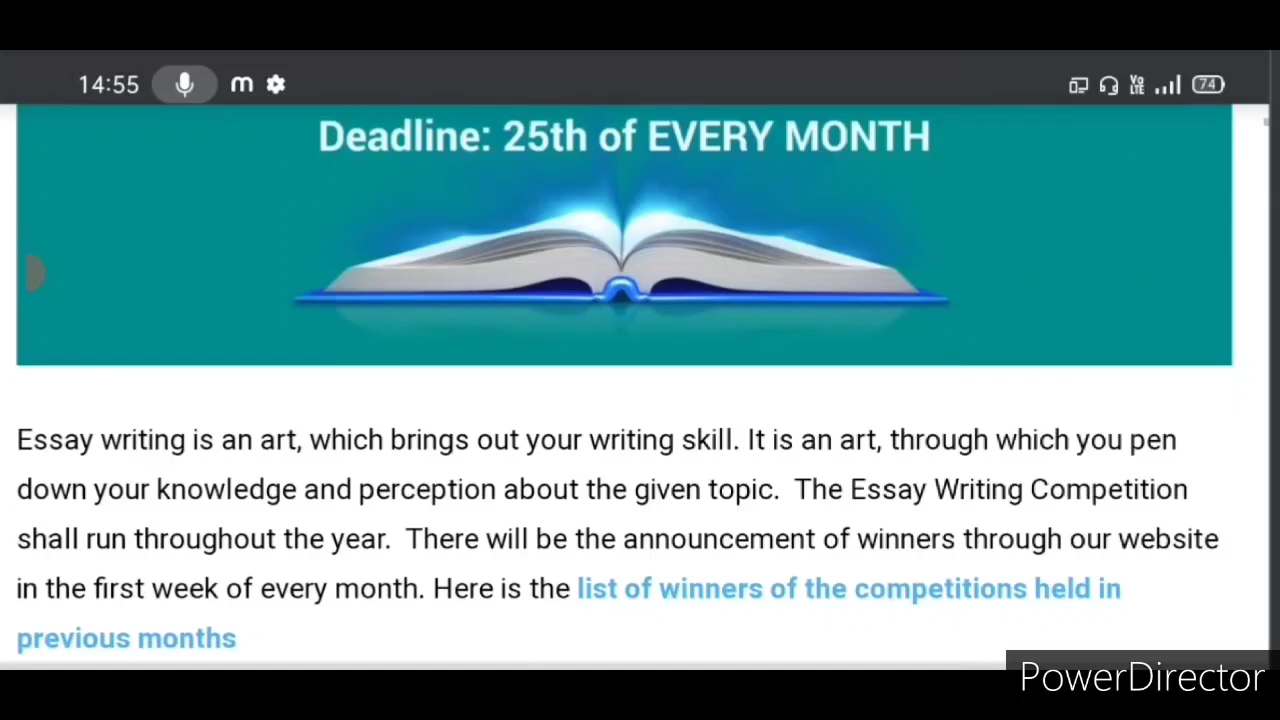 14:55
m
Vo LTE
74
Deadline: 25th of EVERY MONTH
Essay writing is an art, which brings out your writing skill. It is an art, through which you pen
down your knowledge and perception about the given topic.  The Essay Writing Competition
shall run throughout the year.  There will be the announcement of winners through our website
in the first week of every month. Here is the list of winners of the competitions held in
previous months
PowerDirector